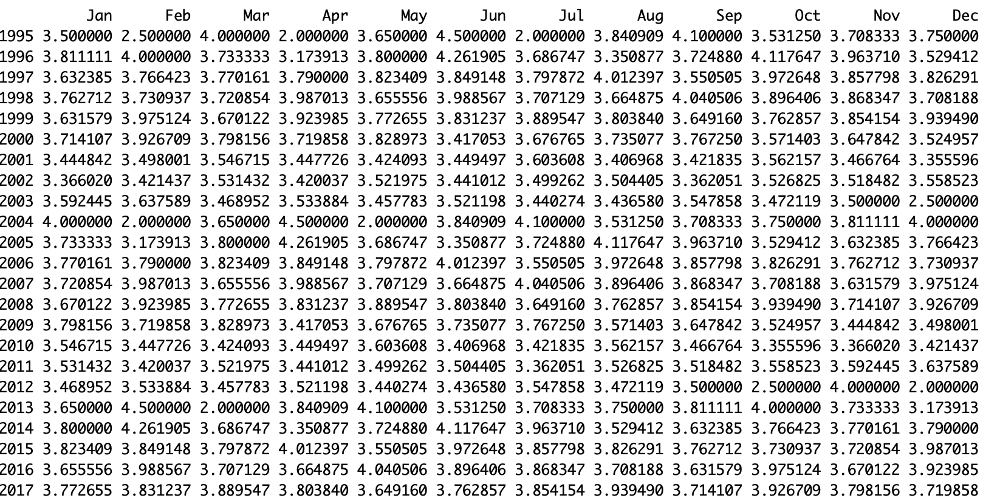 Jan Feb Mar Apr May Jun Jul Aug Sep Oct Nov Dec
1995 3.500000 2.500000 4.000000 2.000000 3.650000 4.500000 2.000000 3.840909 4.100000 3.531250 3.708333 3.750000
1996 3.811111 4.000000 3.733333 3.173913 3.800000 4.261905 3.686747 3.350877 3.724880 4.117647 3.963710 3.529412
1997 3.632385 3.766423 3.770161 3.790000 3.823409 3.849148 3.797872 4.012397 3.550505 3.972648 3.857798 3.826291
1998 3.762712 3.730937 3.720854 3.987013 3.655556 3.988567 3.707129 3.664875 4.040506 3.896406 3.868347 3.708188
1999 3.631579 3.975124 3.670122 3.923985 3.772655 3.831237 3.889547 3.803840 3.649160 3.762857 3.854154 3.939490
2000 3.714107 3.926709 3.798156 3.719858 3.828973 3.417053 3.676765 3.735077 3.767250 3.571403 3.647842 3.524957
2001 3.444842 3.498001 3.546715 3.447726 3.424093 3.449497 3.603608 3.406968 3.421835 3.562157 3.466764 3.355596
2002 3.366020 3.421437 3.531432 3.420037 3.521975 3.441012 3.499262 3.504405 3.362051 3.526825 3.518482 3.558523
2003 3.592445 3.637589 3.468952 3.533884 3.457783 3.521198 3.440274 3.436580 3.547858 3.472119 3.500000 2.500000
2004 4.000000 2.000000 3.650000 4.500000 2.000000 3.840909 4.100000 3.531250 3.708333 3.750000 3.811111 4.000000
2005 3.733333 3.173913 3.800000 4.261905 3.686747 3.350877 3.724880 4.117647 3.963710 3.529412 3.632385 3.766423
2006 3.770161 3.790000 3.823409 3.849148 3.797872 4.012397 3.550505 3.972648 3.857798 3.826291 3.762712 3.730937
2007 3.720854 3.987013 3.655556 3.988567 3.707129 3.664875 4.040506 3.896406 3.868347 3.708188 3.631579 3.975124
2008 3.670122 3.923985 3.772655 3.831237 3.889547 3.803840 3.649160 3.762857 3.854154 3.939490 3.714107 3.926709
2009 3.798156 3.719858 3.828973 3.417053 3.676765 3.735077 3.767250 3.571403 3.647842 3.524957 3.444842 3.498001
2010 3.546715 3.447726 3.424093 3.449497 3.603608 3.406968 3.421835 3.562157 3.466764 3.355596 3.366020 3.421437
2011 3.531432 3.420037 3.521975 3.441012 3.499262 3.504405 3.362051 3.526825 3.518482 3.558523 3.592445 3.637589
2012 3.468952 3.533884 3.457783 3.521198 3.440274 3.436580 3.547858 3.472119 3.500000 2.500000 4.000000 2.000000
2013 3.650000 4.500000 2.000000 3.840909 4.100000 3.531250 3.708333 3.750000 3.811111 4.000000 3.733333 3.173913
2014 3.800000 4.261905 3.686747 3.350877 3.724880 4.117647 3.963710 3.529412 3.632385 3.766423 3.770161 3.790000
2015 3.823409 3.849148 3.797872 4.012397 3.550505 3.972648 3.857798 3.826291 3.762712 3.730937 3.720854 3.987013
2016 3.655556 3.988567 3.707129 3.664875 4.040506 3.896406 3.868347 3.708188 3.631579 3.975124 3.670122 3.923985
2017 3.772655 3.831237 3.889547 3.803840 3.649160 3.762857 3.854154 3.939490 3.714107 3.926709 3.798156 3.719858